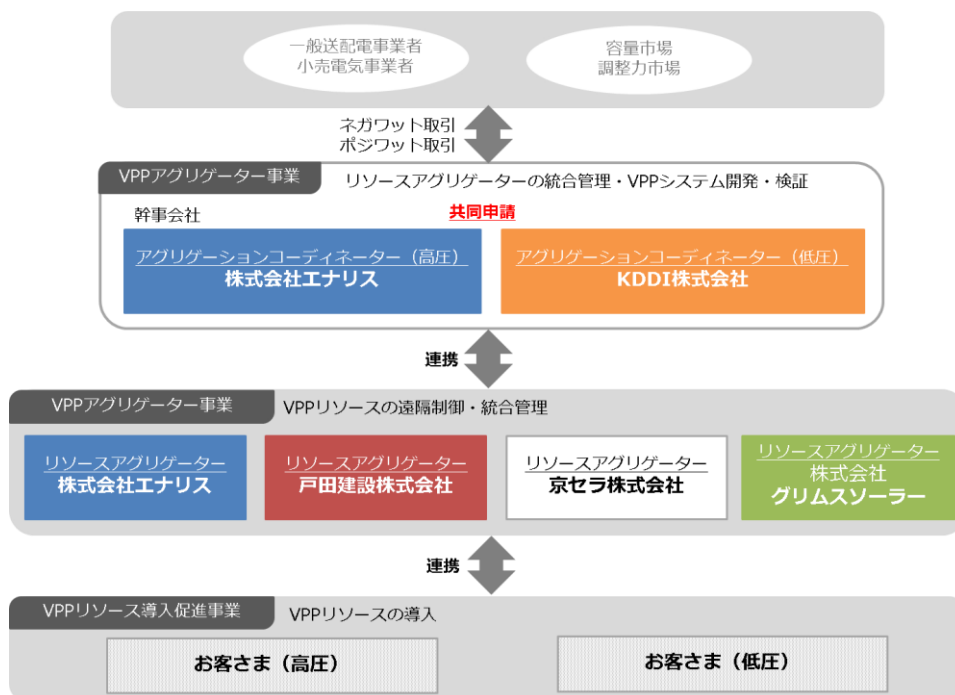 一般送配電事業者
小売電気事業者
容量市場
調整力市場
ネガワット取引
ポジワット取引
VPPアグリゲーター事業
リソースアグリゲーターの統合管理・VPPシステム開発・検証
幹事会社
共同申請
アグリゲーションコーディネーター（高圧）
株式会社エナリス
アグリゲーションコーディネーター（低圧）
KDDI株式会社
連携
VPPアグリゲーター事業
VPPリソースの遠隔制御・統合管理
リソースアグリゲーター
株式会社エナリス
リソースアグリゲーター
戸田建設株式会社
リソースアグリゲーター
京セラ株式会社
リソースアグリゲーター
株式会社
グリムスソーラー
連携
VPPリソース導入促進事業
VPPリソースの導入
お客さま（高圧）
お客さま（低圧）